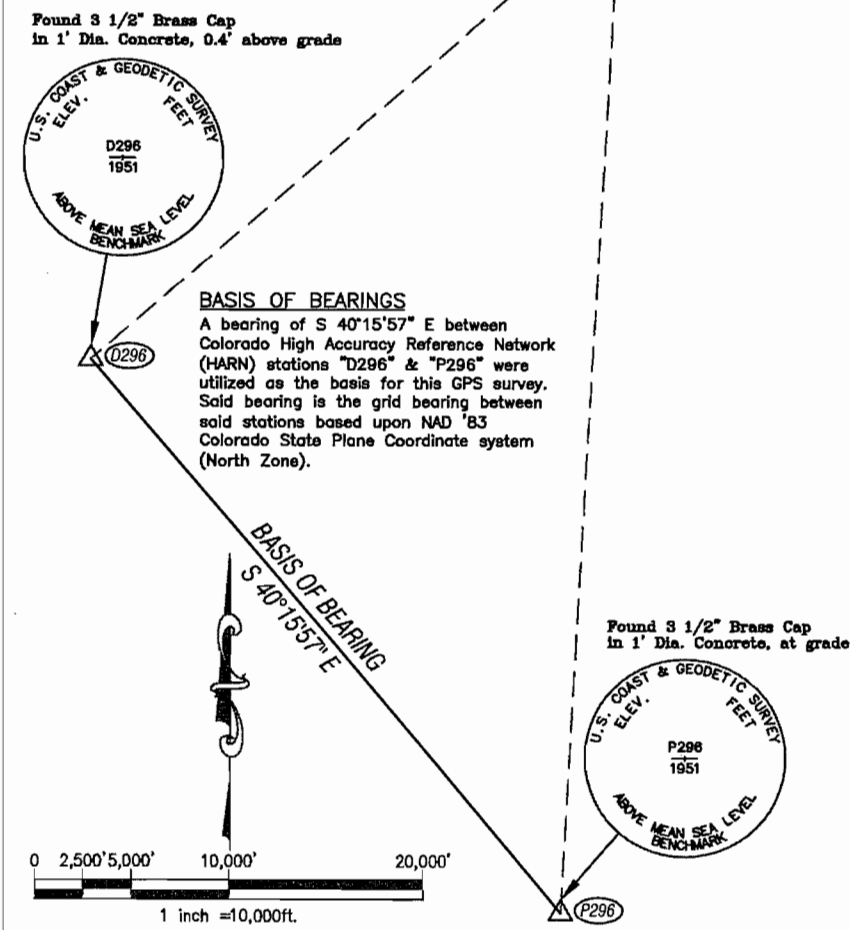 Found 3 1/2" Brass Cap
in 1' Dia. Concrete, 0.4' above grade
U.S. COAST & GEODETIC SURVEY
ELEV. FEET
D296
1951
ABOVE MEAN SEA LEVEL
BENCHMARK
D296
BASIS OF BEARINGS
A bearing of S 40°15'57" E between
Colorado High Accuracy Reference Network
(HARN) stations "D296" & "P296" were
utilized as the basis for this GPS survey.
Said bearing is the grid bearing between
said stations based upon NAD '83
Colorado State Plane Coordinate system
(North Zone).
BASIS OF BEARING
S 40°15'57" E
Found 3 1/2" Brass Cap
in 1' Dia. Concrete, at grade
U.S. COAST & GEODETIC SURVEY
ELEV. FEET
P296
1951
ABOVE MEAN SEA LEVEL
BENCHMARK
P296
0 2,500' 5,000' 10,000' 20,000'
1 inch =10,000ft.